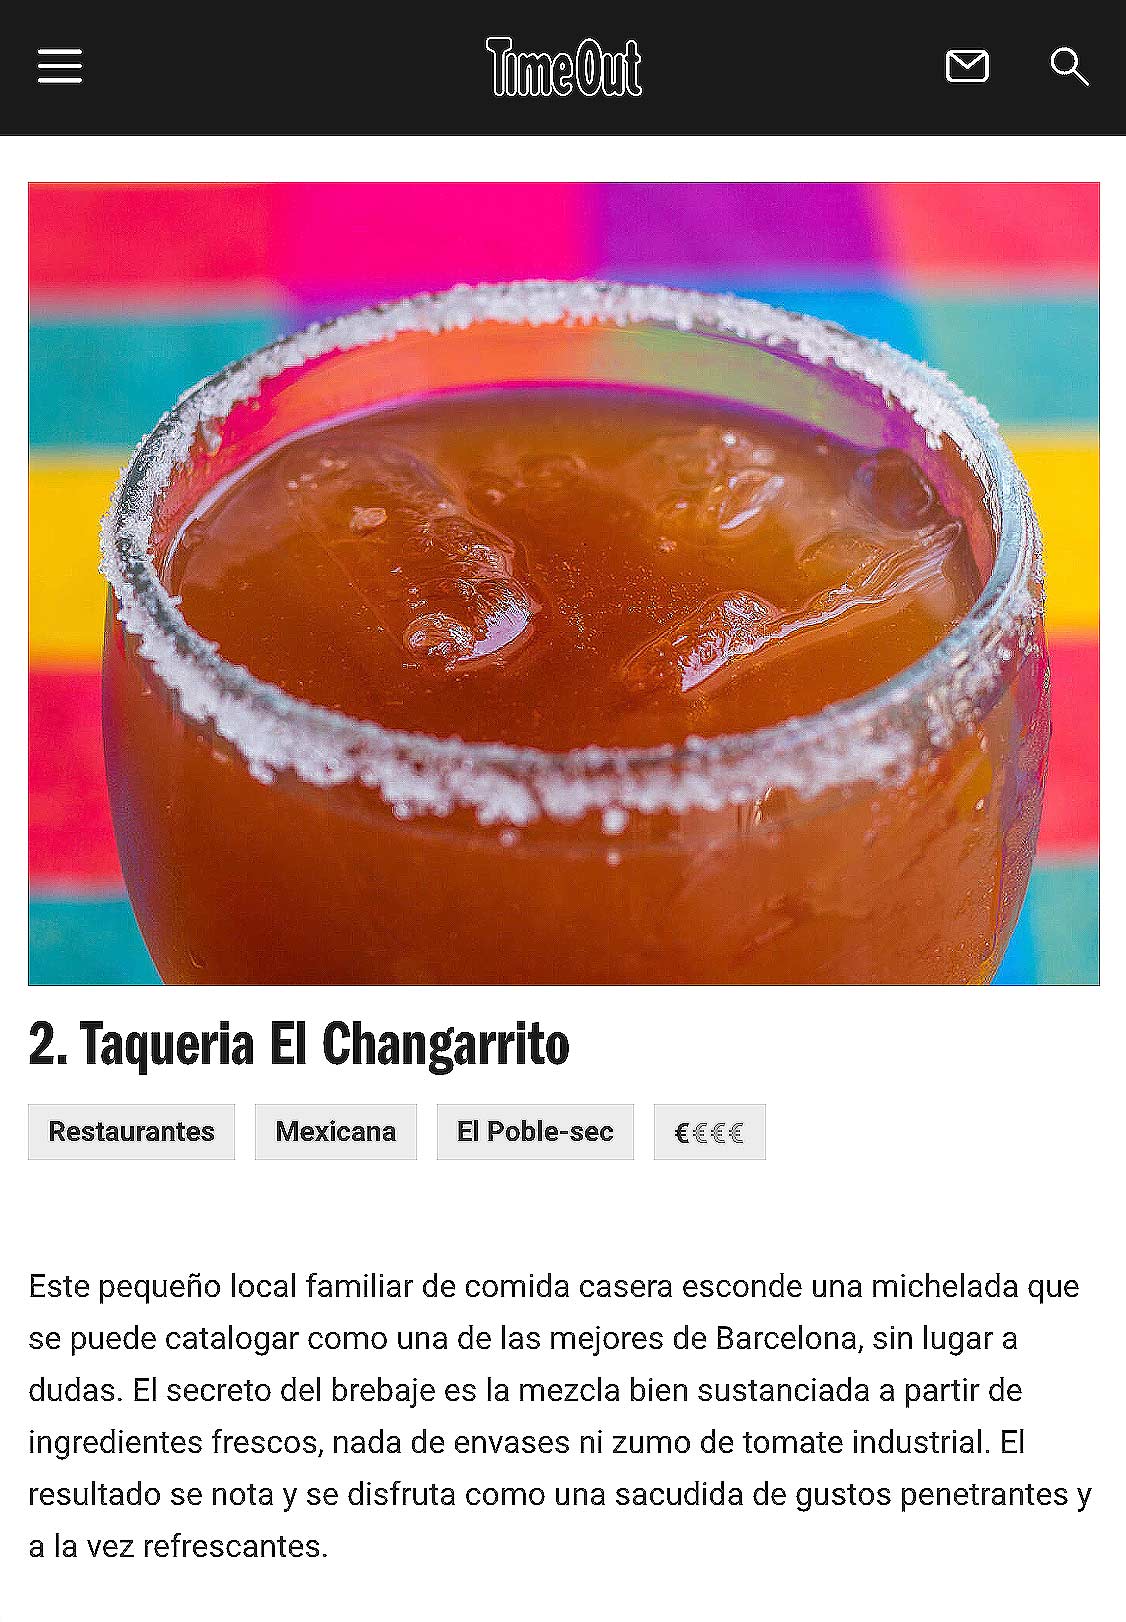 Time Out
2. Taqueria El Changarrito
Restaurantes
Mexicana
El Poble-sec
€€€€
Este pequeño local familiar de comida casera esconde una michelada que
se puede catalogar como una de las mejores de Barcelona, sin lugar a
dudas. El secreto del brebaje es la mezcla bien sustanciada a partir de
ingredientes frescos, nada de envases ni zumo de tomate industrial. El
resultado se nota y se disfruta como una sacudida de gustos penetrantes y
a la vez refrescantes.